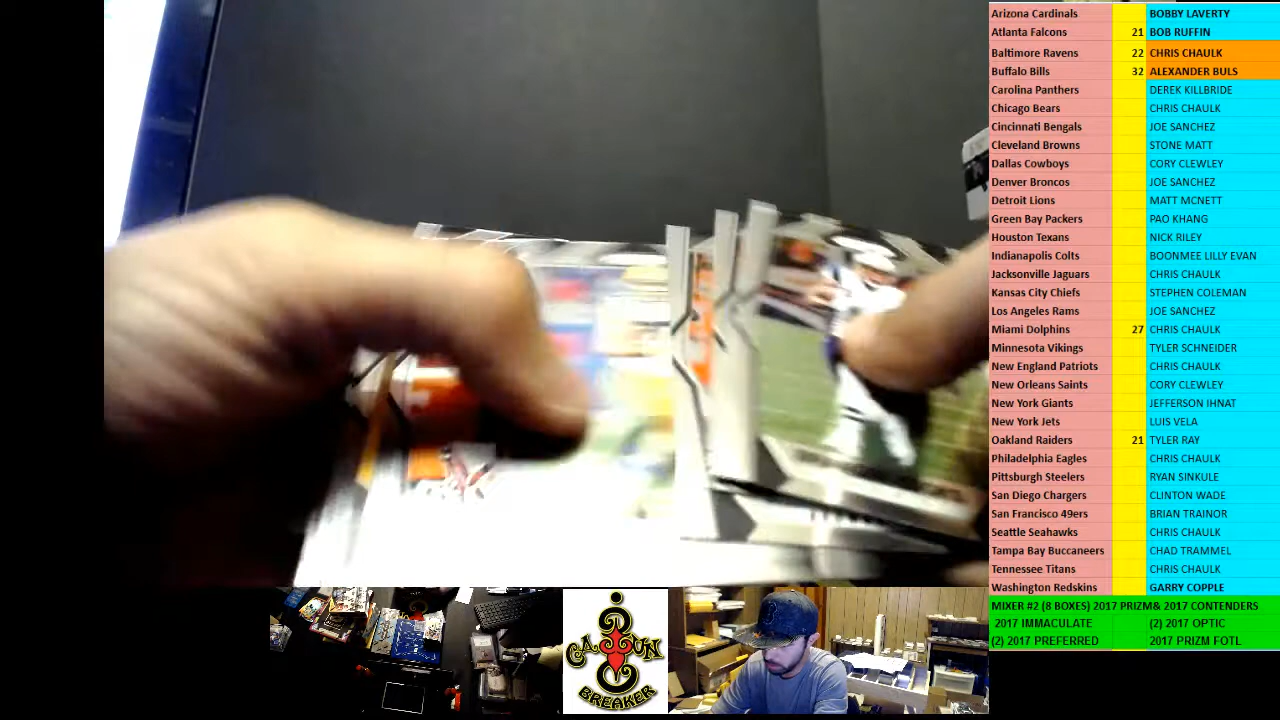 Arizona Cardinals BOBBY LAVERTY
Atlanta Falcons 21 BOB RUFFIN
Baltimore Ravens 22 CHRIS CHAULK
Buffalo Bills 32 ALEXANDER BULS
Carolina Panthers DEREK KILLBRIDE
Chicago Bears CHRIS CHAULK
Cincinnati Bengals JOE SANCHEZ
Cleveland Browns STONE MATT
Dallas Cowboys CORY CLEWLEY
Denver Broncos JOE SANCHEZ
Detroit Lions MATT MCNETT
Green Bay Packers PAO KHANG
Houston Texans NICK RILEY
Indianapolis Colts BOONMEE LILLY EVAN
Jacksonville Jaguars CHRIS CHAULK
Kansas City Chiefs STEPHEN COLEMAN
Los Angeles Rams JOE SANCHEZ
Miami Dolphins 27 CHRIS CHAULK
Minnesota Vikings TYLER SCHNEIDER
New England Patriots CHRIS CHAULK
New Orleans Saints CORY CLEWLEY
New York Giants JEFFERSON IHNAT
New York Jets LUIS VELA
Oakland Raiders 21 TYLER RAY
Philadelphia Eagles CHRIS CHAULK
Pittsburgh Steelers RYAN SINKULE
San Diego Chargers CLINTON WADE
San Francisco 49ers BRIAN TRAINOR
Seattle Seahawks CHRIS CHAULK
Tampa Bay Buccaneers CHAD TRAMMEL
Tennessee Titans CHRIS CHAULK
Washington Redskins GARRY COPPLE
MIXER #2 (8 BOXES) 2017 PRIZM& 2017 CONTENDERS
2017 IMMACULATE (2) 2017 OPTIC
(2) 2017 PREFERRED 2017 PRIZM FOTL
CAJUN
BREAKER